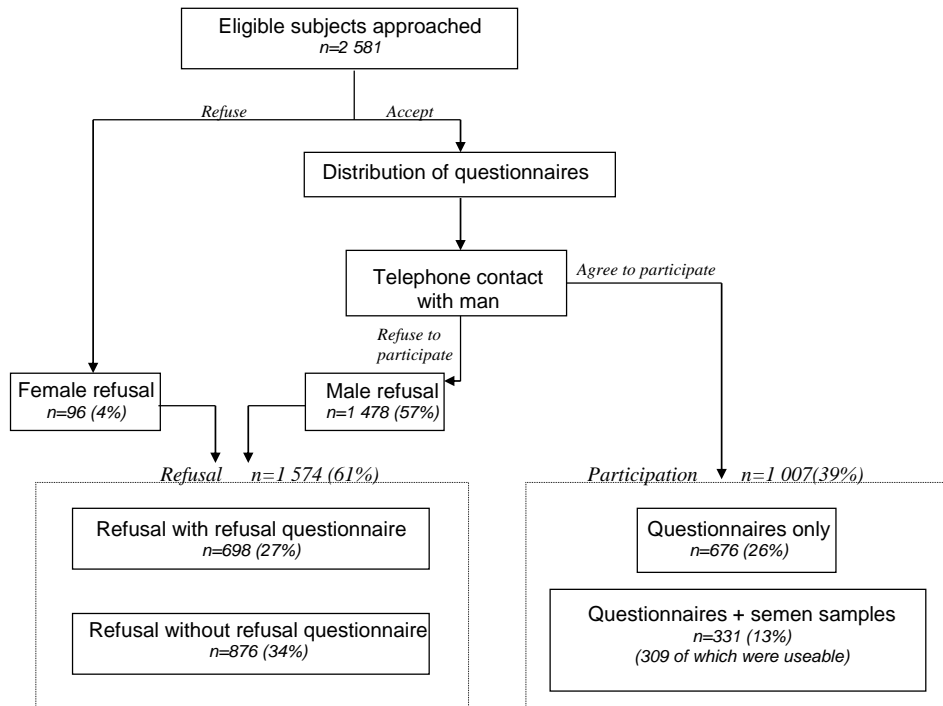 Eligible subjects approached
n=2 581
Refuse
Accept
Distribution of questionnaires
Telephone contact
with man
Agree to participate
Refuse to
participate
Female refusal
n=96 (4%)
Male refusal
n=1 478 (57%)
Refusal n=1 574 (61%)
Participation n=1 007(39%)
Refusal with refusal questionnaire
n=698 (27%)
Refusal without refusal questionnaire
n=876 (34%)
Questionnaires only
n=676 (26%)
Questionnaires + semen samples
n=331 (13%)
(309 of which were useable)